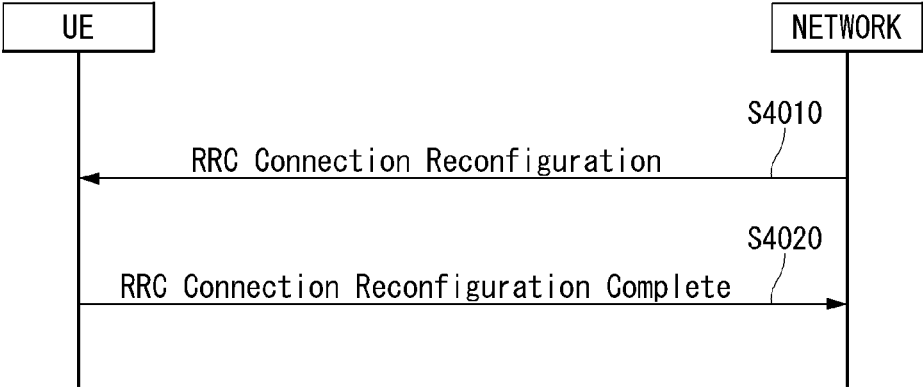 UE
NETWORK
S4010
RRC Connection Reconfiguration
S4020
RRC Connection Reconfiguration Complete